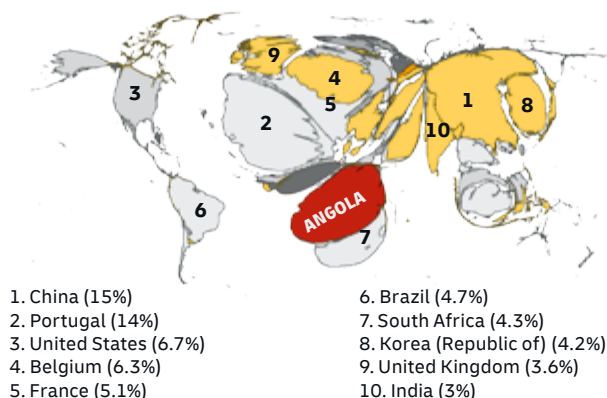 9
4
3
5
1
8
2
10
ANGOLA
6
7
1. China (15%)
2. Portugal (14%)
3. United States (6.7%)
4. Belgium (6.3%)
5. France (5.1%)
6. Brazil (4.7%)
7. South Africa (4.3%)
8. Korea (Republic of) (4.2%)
9. United Kingdom (3.6%)
10. India (3%)